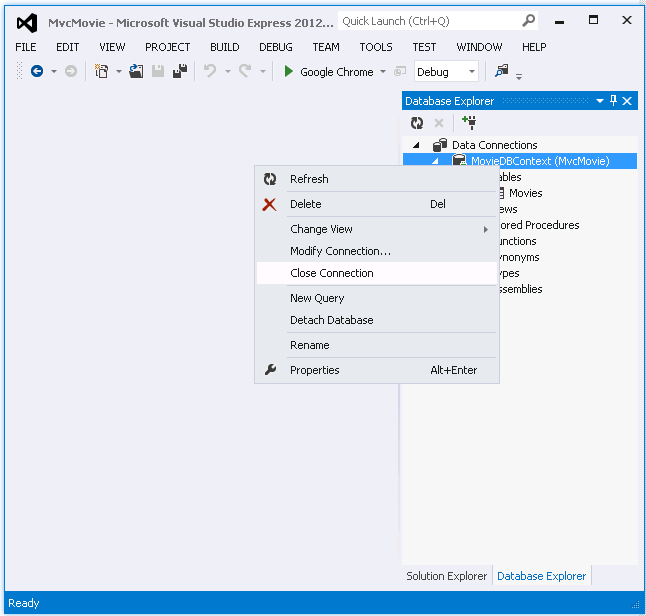 MvcMovie - Microsoft Visual Studio Express 2012... Quick Launch (Ctrl+Q)
FILE EDIT VIEW PROJECT BUILD DEBUG TEAM TOOLS TEST WINDOW HELP
Google Chrome Debug
Database Explorer
Data Connections
MovieDBContext (MvcMovie)
ables
Movies
ews
ored Procedures
unctions
ynonyms
ypes
ssemblies
Refresh
Delete Del
Change View
Modify Connection...
Close Connection
New Query
Detach Database
Rename
Properties Alt+Enter
Solution Explorer Database Explorer
Ready